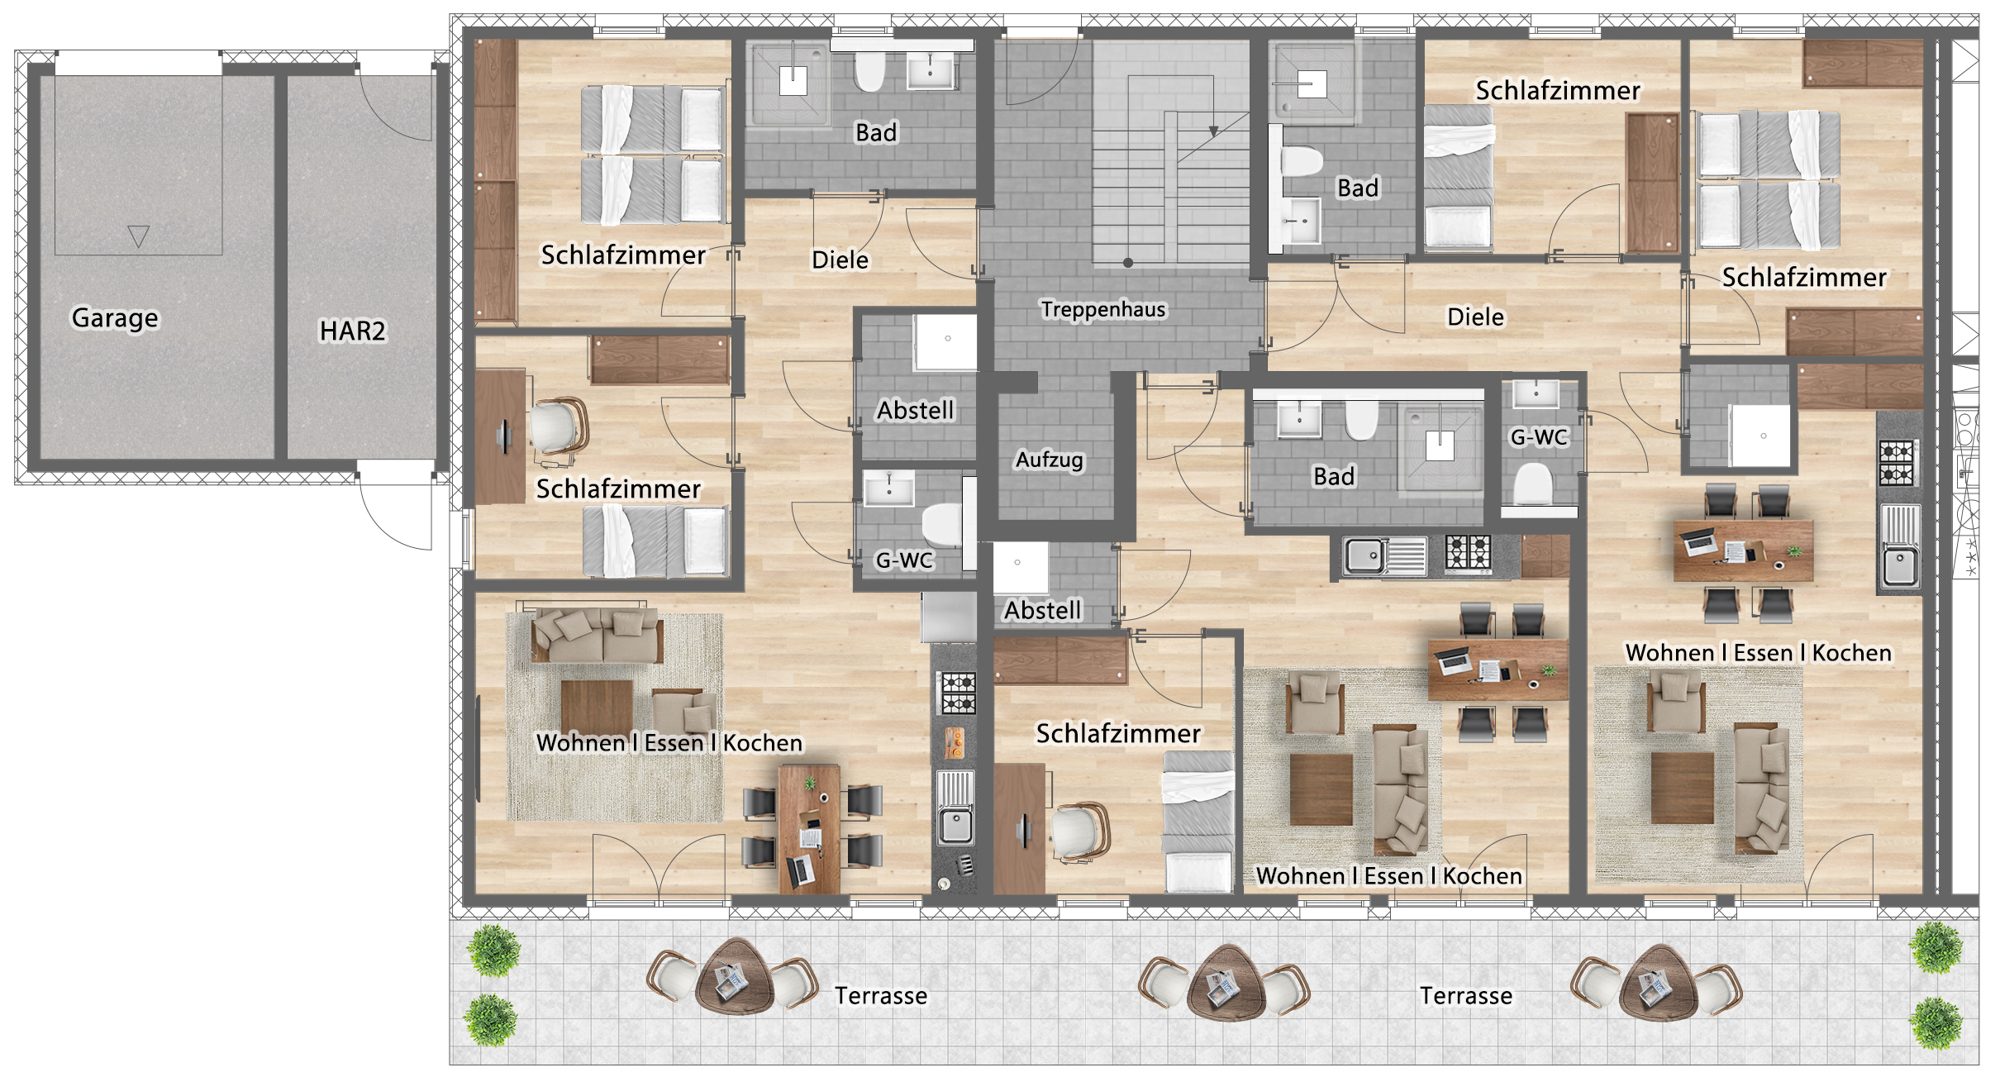 Schlafzimmer
Bad
Bad
Schlafzimmer
Schlafzimmer
Garage
HAR2
Diele
Treppenhaus
Diele
Schlafzimmer
Abstell
Aufzug
Bad
G-WC
Schlafzimmer
G-WC
Abstell
Wohnen l Essen l Kochen
Wohnen l Essen l Kochen
Schlafzimmer
Wohnen l Essen l Kochen
Terrasse
Terrasse